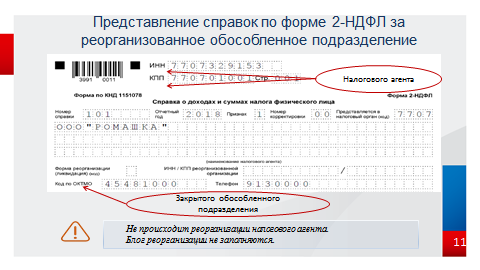 Представление справок по форме 2-НДФЛ за
реорганизованное обособленное подразделение
3991 0011
ИНН 7707329153
КПП 770701001 Стр. 001
Налогового агента
Форма по КНД 1151078
Форма 2-НДФЛ
Справка о доходах и суммах налога физического лица
Номер справки 101 Отчетный год 2018 Признак 1 Номер корректировки 00 Представляется в налоговый орган (код) 7707
ООО "РОМАШКА"
(наименование налогового агента)
Форма реорганизации (ликвидация) (код) ИНН / КПП реорганизованной организации /
Код по ОКТМО 45481000 Телефон 9130000
Закрытого обособленного
подразделения
Не происходит реорганизации налогового агента.
Блог реорганизации не заполняются.
11